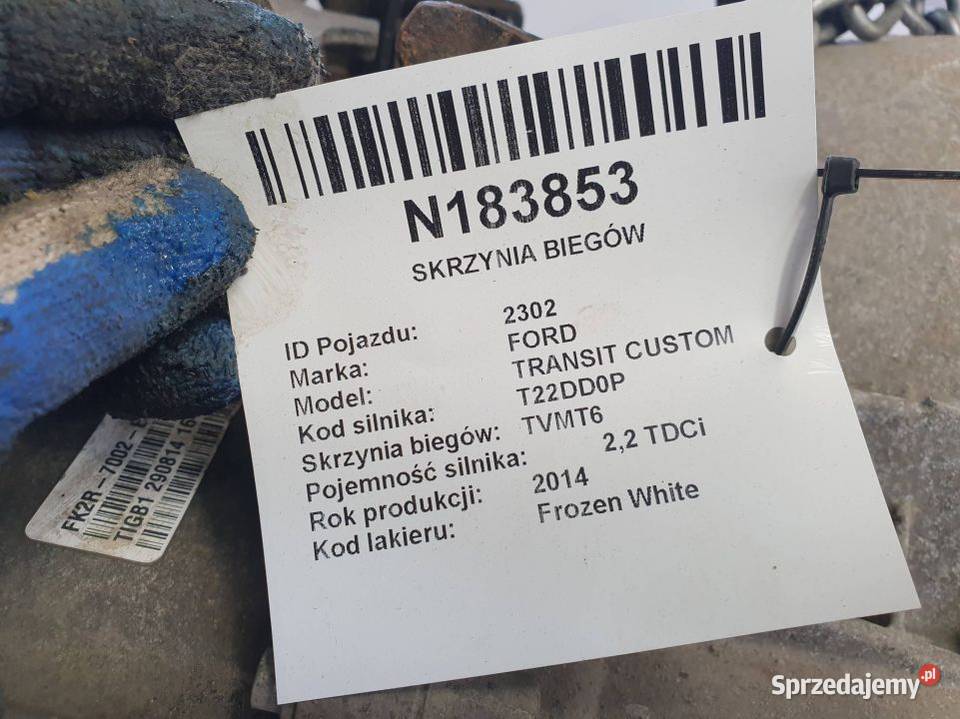 N183853
SKRZYNIA BIEGÓW
ID Pojazdu: 2302
Marka: FORD
Model: TRANSIT CUSTOM
Kod silnika: T22DD0P
Skrzynia biegów: TVMT6
Pojemność silnika: 2,2 TDCi
Rok produkcji: 2014
Kod lakieru: Frozen White
FK2R-7002-
TIGB1 290814 16
Sprzedajemy.pl